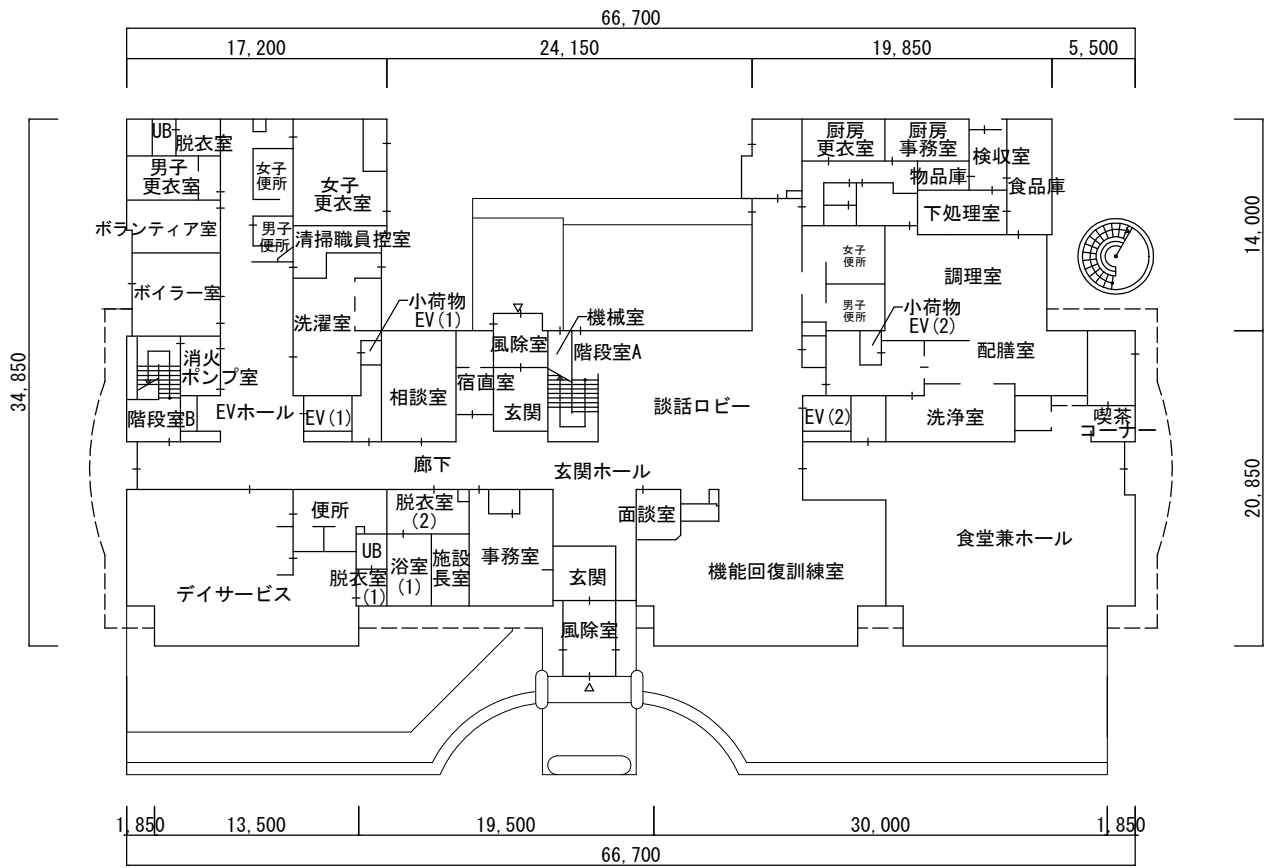 66,700
17,200
24,150
19,850
5,500
34,850
14,000
20,850
UB
脱衣室
男子
更衣室
ボランティア室
ボイラー室
消火
ポンプ室
階段室B
EVホール
女子
便所
男子
便所
女子
更衣室
清掃職員控室
洗濯室
小荷物
EV(1)
EV(1)
相談室
宿直室
風除室
玄関
機械室
階段室A
談話ロビー
厨房
更衣室
厨房
事務室
検収室
物品庫
食品庫
下処理室
女子
便所
男子
便所
調理室
小荷物
EV(2)
配膳室
EV(2)
洗浄室
喫茶
コーナー
廊下
玄関ホール
便所
脱衣室
(2)
UB
脱衣室
(1)
浴室
(1)
施設
長室
事務室
デイサービス
玄関
風除室
面談室
機能回復訓練室
食堂兼ホール
1,850
13,500
19,500
30,000
1,850
66,700